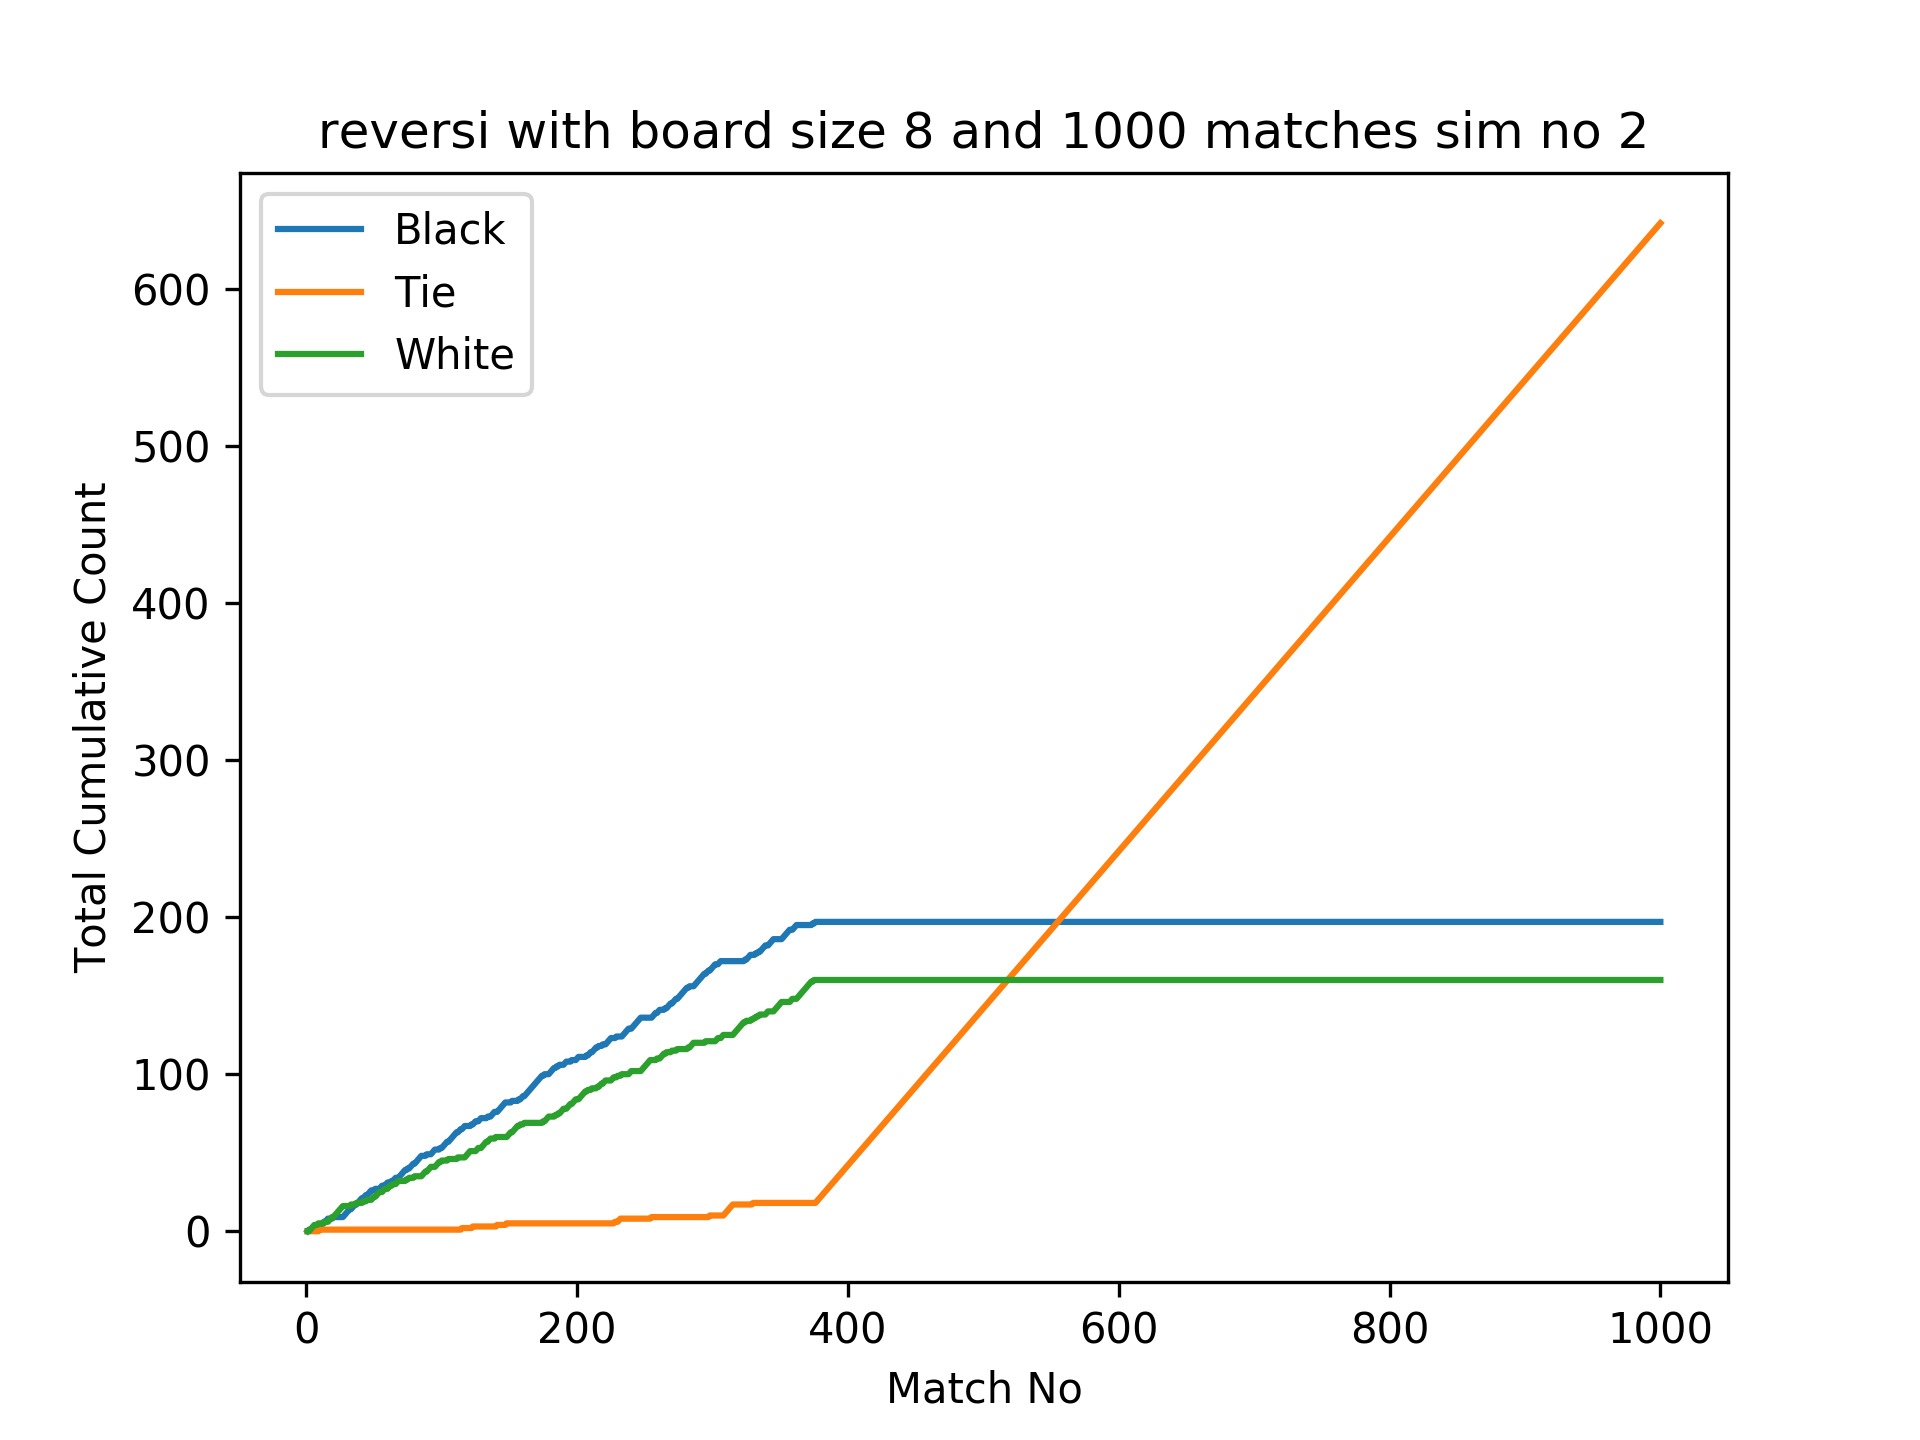 reversi with board size 8 and 1000 matches sim no 2
Black
Tie
White
600
500
400
300
200
100
0
Total Cumulative Count
0 200 400 600 800 1000
Match No